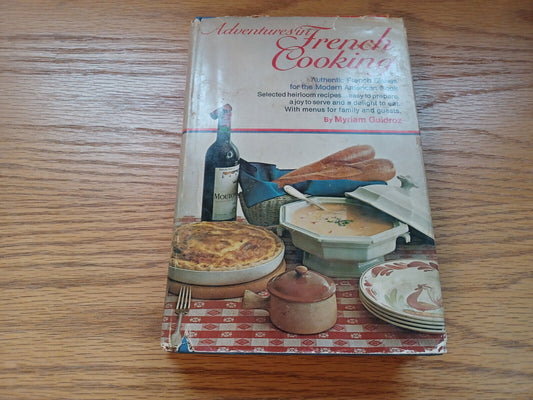 Adventures in
French
Cooking
Authentic French
for the Modern American Cook
Selected heirloom recipes... easy to prepare,
a joy to serve and a delight to eat.
With menus for family and guests.
By Myriam Guidroz
MOUTON